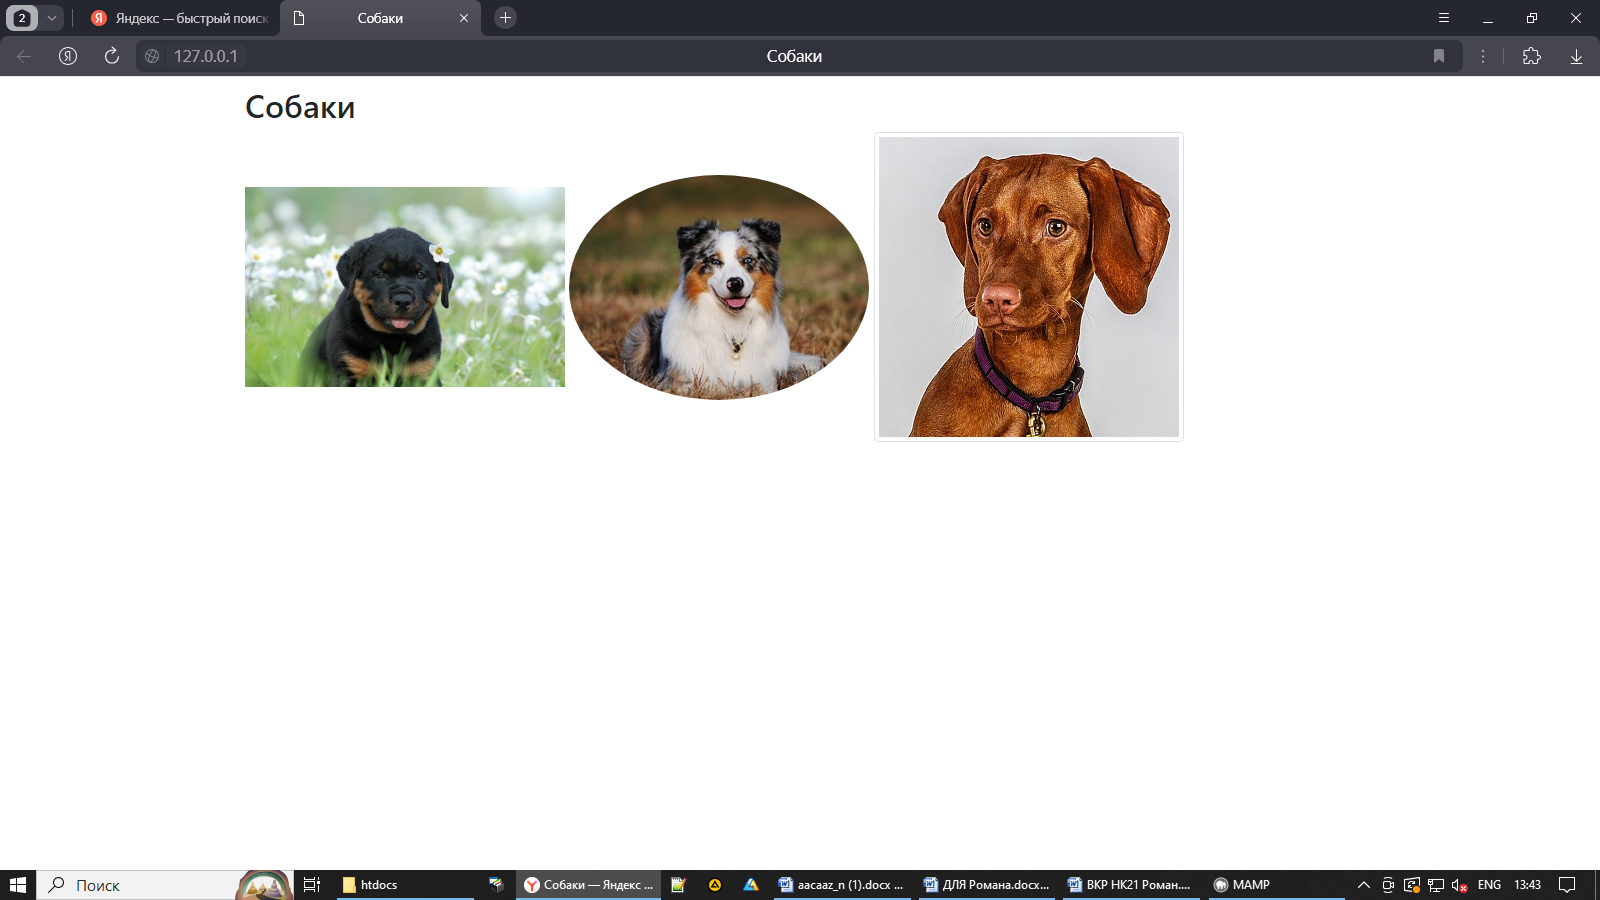 2
Яндекс — быстрый поиск
Собаки
127.0.0.1
Собаки
Собаки
Поиск
htdocs
Собаки — Яндекс ...
aacaaz_n (1).docx ...
ДЛЯ Романа.docx...
ВКР НК21 Роман....
MAMP
ENG
13:43